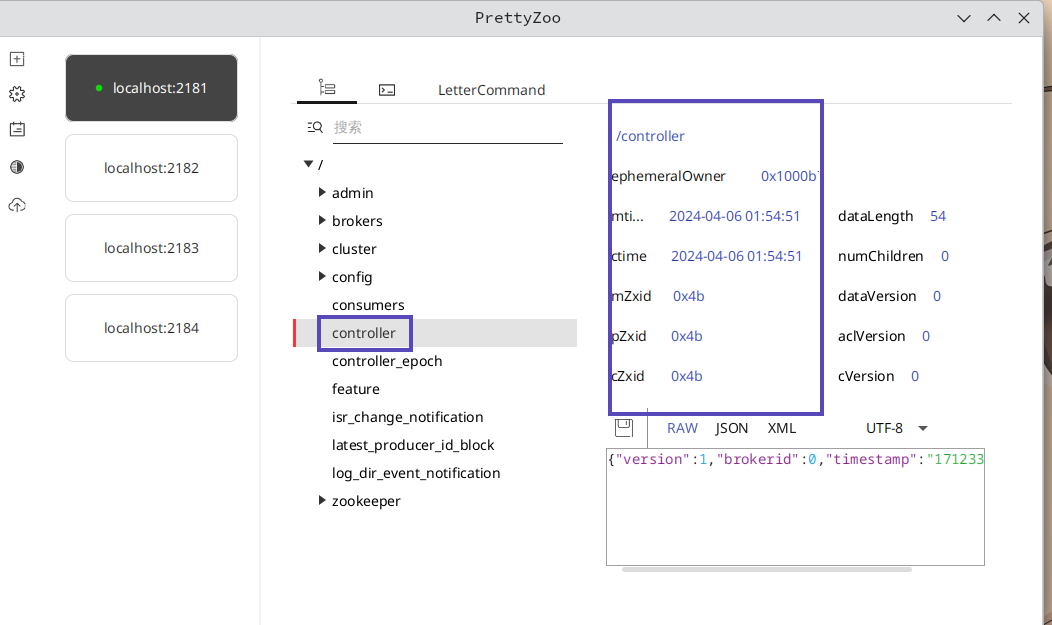 PrettyZoo
localhost:2181
localhost:2182
localhost:2183
localhost:2184
LetterCommand
搜索
/
admin
brokers
cluster
config
consumers
controller
controller_epoch
feature
isr_change_notification
latest_producer_id_block
log_dir_event_notification
zookeeper
/controller
ephemeralOwner 0x1000b
mti... 2024-04-06 01:54:51 dataLength 54
ctime 2024-04-06 01:54:51 numChildren 0
mZxid 0x4b dataVersion 0
pZxid 0x4b aclVersion 0
cZxid 0x4b cVersion 0
RAW JSON XML UTF-8
{"version":1,"brokerid":0,"timestamp":"171233